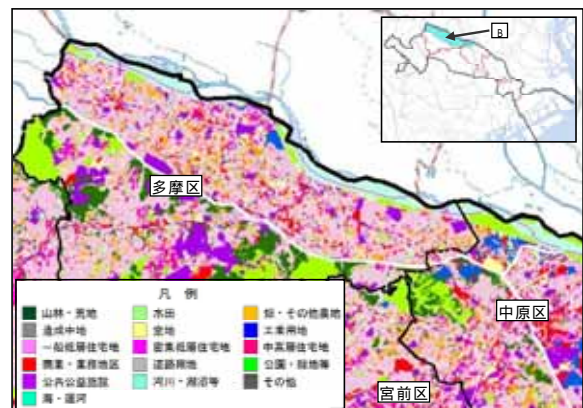 B
多摩区
中原区
宮前区
凡 例
山林・荒地
水田
畑・その他農地
造成中地
空地
工業用地
一般低層住宅地
密集低層住宅地
中高層住宅地
商業・業務地区
道路用地
公園・緑地等
公共公益施設
河川・湖沼等
その他
海・運河